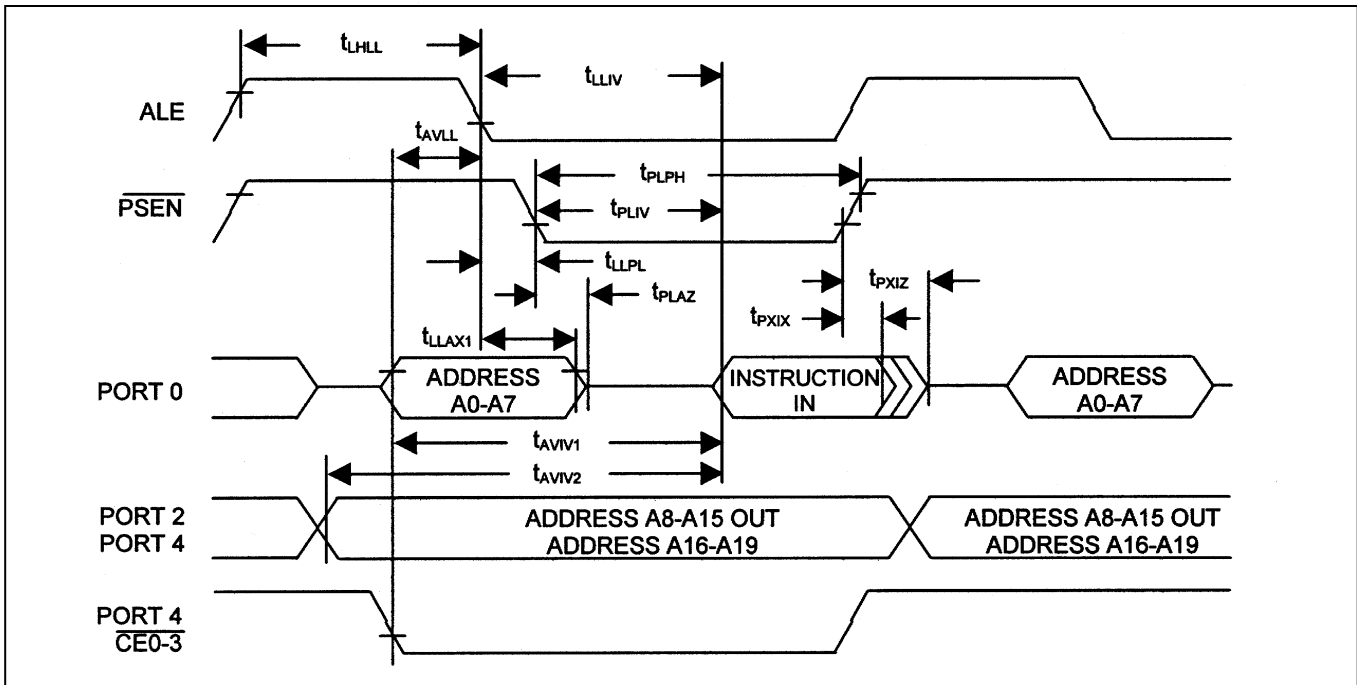 tLHLL
tLLIV
ALE
tAVLL
tPLPH
PSEN
tPLIV
tLLPL
tPLAZ
tPXIZ
tPXIX
tLLAX1
PORT 0
ADDRESS
A0-A7
INSTRUCTION
IN
ADDRESS
A0-A7
tAVIV1
tAVIV2
PORT 2
PORT 4
ADDRESS A8-A15 OUT
ADDRESS A16-A19
ADDRESS A8-A15 OUT
ADDRESS A16-A19
PORT 4
CE0-3